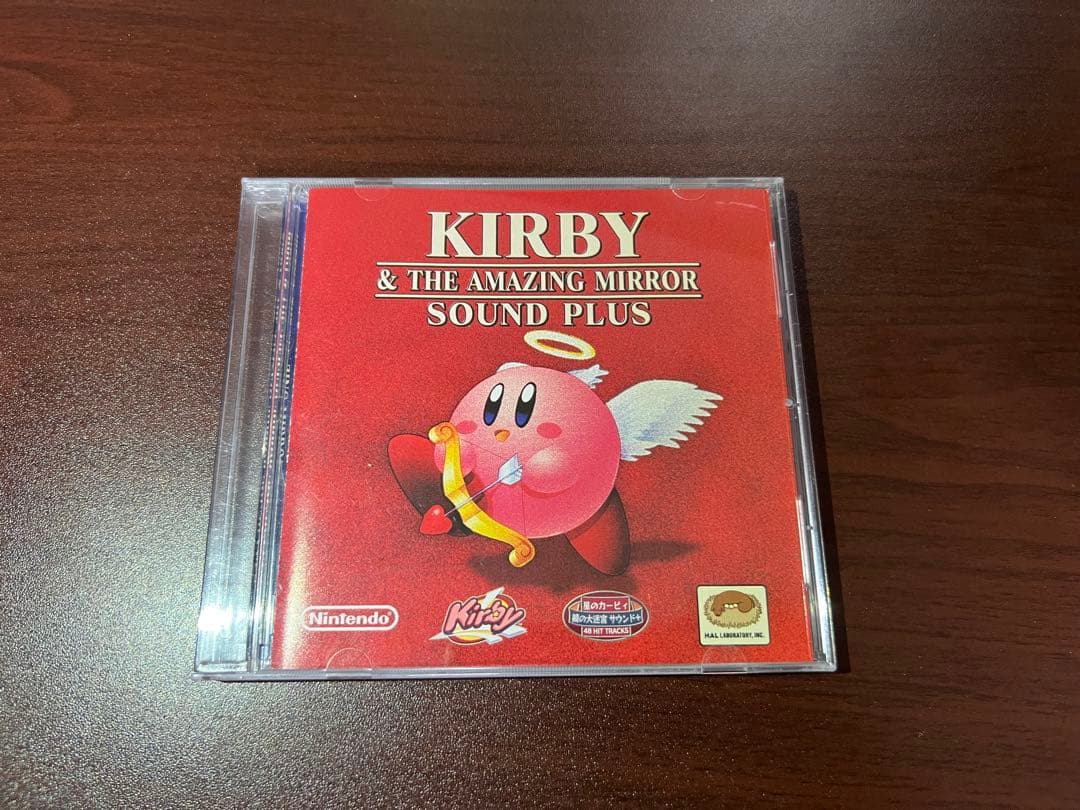 KIRBY
& THE AMAZING MIRROR
SOUND PLUS
Nintendo
Kirby
星のカービィ
鏡の大迷宮 サウンド+
48 HIT TRACKS
HAL LABORATORY, INC.